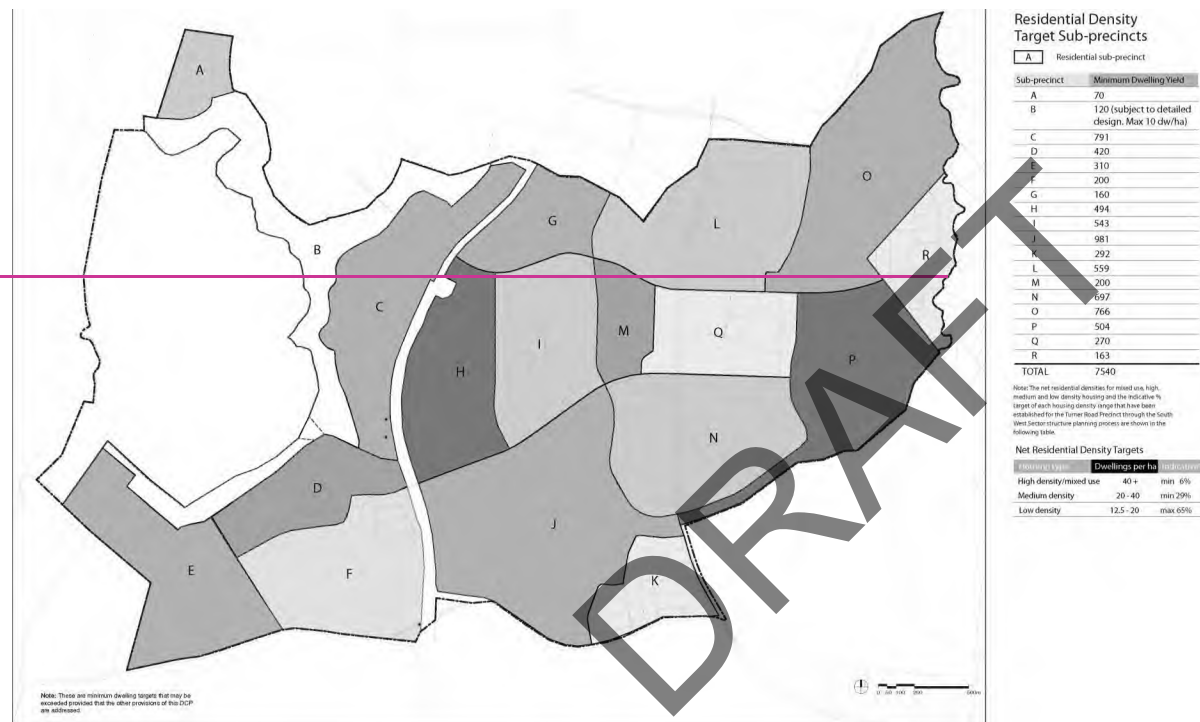 Residential Density
Target Sub-precincts
A Residential sub-precinct
Sub-precinct Minimum Dwelling Yield
A 70
B 120 (subject to detailed
design. Max 10 dw/ha)
C 791
D 420
E 310
F 200
G 160
H 494
I 543
J 981
K 292
L 559
M 200
N 697
O 766
P 504
Q 270
R 163
TOTAL 7540
Note: The net residential densities for mixed use, high,
medium and low density housing and the indicative %
target of each housing density range that have been
established for the Turner Road Precinct through the South
West Sector structure planning process are shown in the
following table.
Net Residential Density Targets
Housing type Dwellings per ha Indicative
High density/mixed use 40 + min 6%
Medium density 20 - 40 min 29%
Low density 12.5 - 20 max 65%
A
B
C
D
E
F
G
H
I
J
K
L
M
N
O
P
Q
R
DRAFT
Note: These are minimum dwelling targets that may be
exceeded provided that the other provisions of this DCP
are addressed.
0 50 100 200 500m